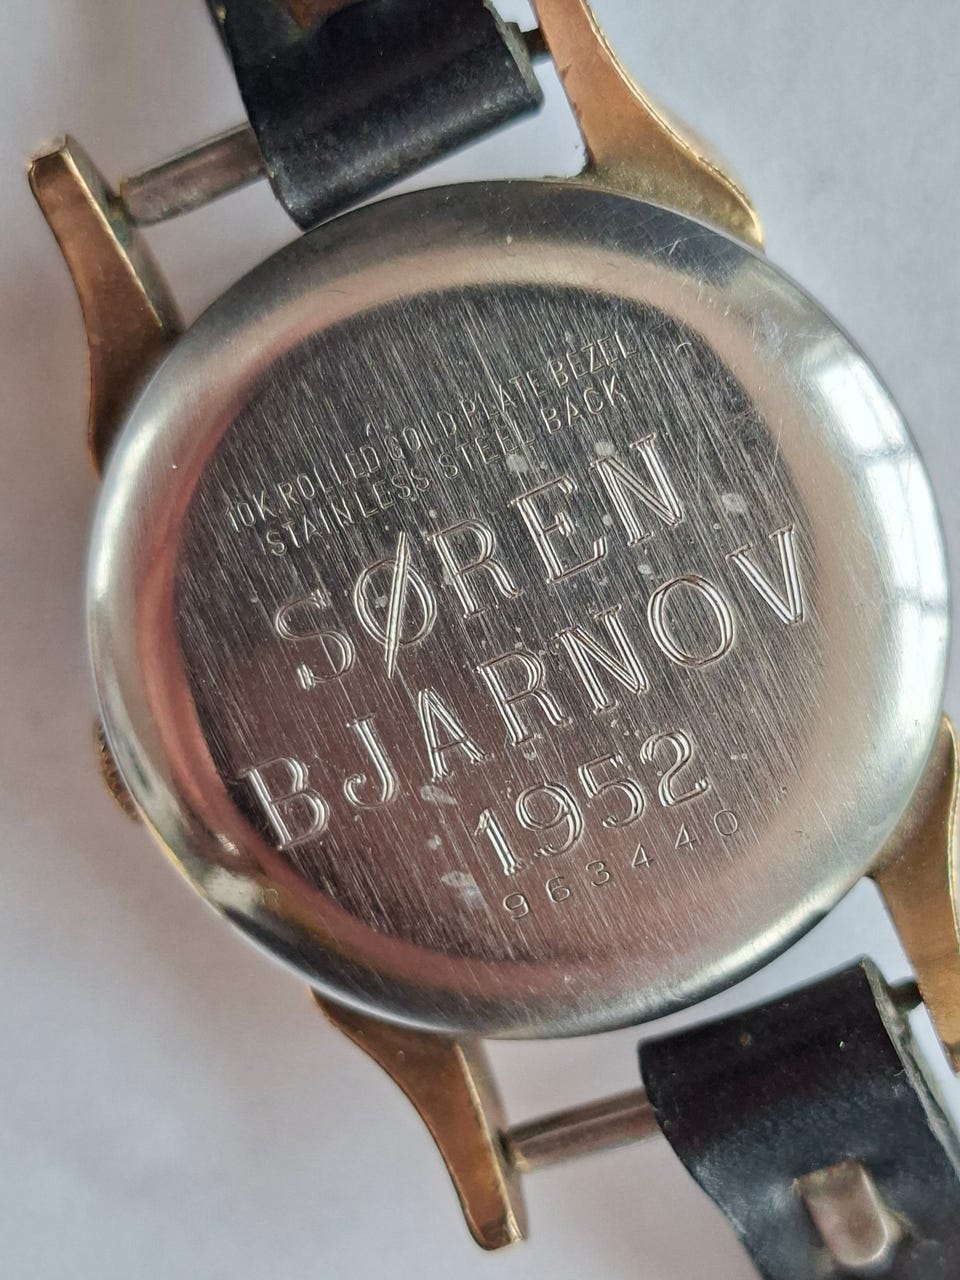 10K.ROLLED GOLD PLATE BEZEL
STAINLESS STEEL BACK
SØREN
BJARNOV
1952
963440